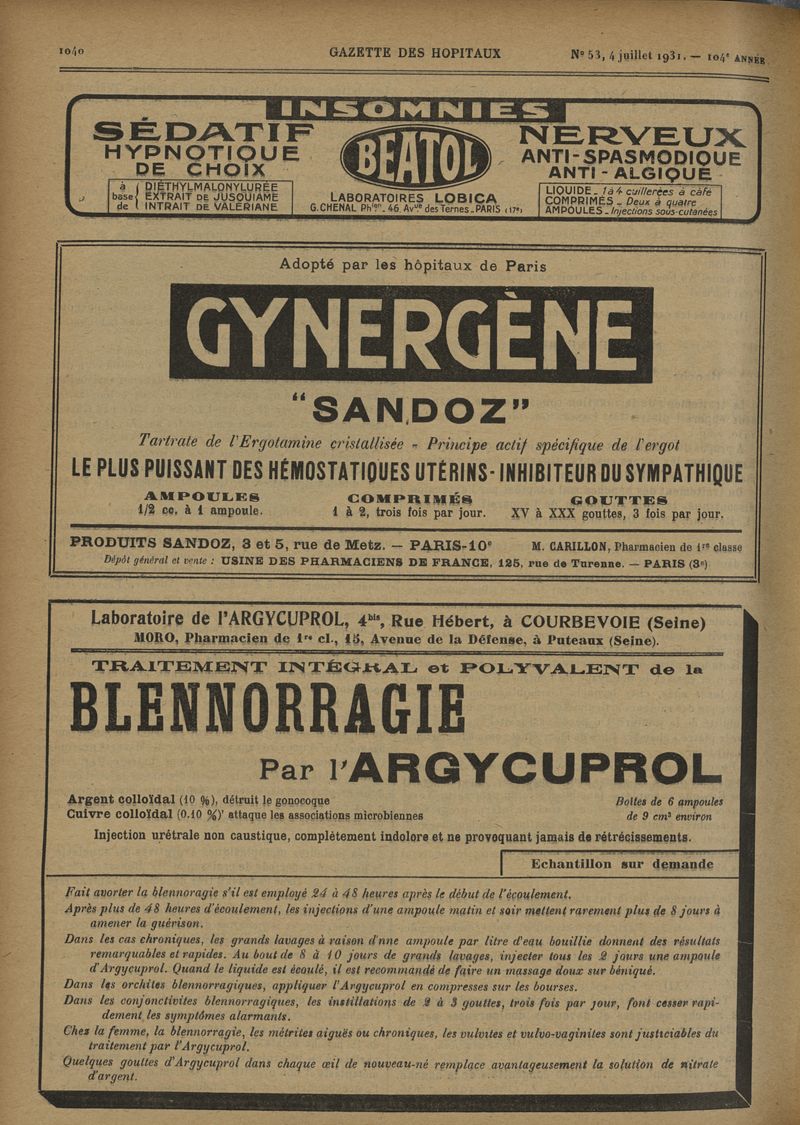 1040
GAZETTE DES HOPITAUX
Nº 53, 4 juillet 1931. — 104e ANNÉE
INSOMNIES
SÉDATIF
HYPNOTIQUE
DE CHOIX
à base de
DIÉTHYLMALONYLURÉE
EXTRAIT DE JUSQUIAME
INTRAIT DE VALÉRIANE
BEATOL
LABORATOIRES LOBICA
G. CHENAL Phien_46, Avue des Ternes_PARIS (17e)
NERVEUX
ANTI-SPASMODIQUE
ANTI-ALGIQUE
LIQUIDE_1 à 4 cuillerées à café
COMPRIMÉS_Deux à quatre
AMPOULES_Injections sous-cutanées
Adopté par les hôpitaux de Paris
GYNERGÈNE
"SANDOZ"
Tartrate de l'Ergotamine cristallisée - Principe actif spécifique de l'ergot
LE PLUS PUISSANT DES HÉMOSTATIQUES UTÉRINS - INHIBITEUR DU SYMPATHIQUE
AMPOULES
1/2 cc. à 1 ampoule.
COMPRIMÉS
1 à 2, trois fois par jour.
GOUTTES
XV à XXX gouttes, 3 fois par jour.
PRODUITS SANDOZ, 3 et 5, rue de Metz. — PARIS-10e
M. CARILLON, Pharmacien de 1re classe
Dépôt général et vente : USINE DES PHARMACIENS DE FRANCE, 125, rue de Turenne. — PARIS (3e)
Laboratoire de l'ARGYCUPROL, 4bis, Rue Hébert, à COURBEVOIE (Seine)
MORO, Pharmacien de 1re cl., 15, Avenue de la Défense, à Puteaux (Seine).
TRAITEMENT INTÉGRAL et POLYVALENT de la
BLENNORRAGIE
Par l'ARGYCUPROL
Argent colloïdal (10 %), détruit le gonocoque
Cuivre colloïdal (0.10 %)' attaque les associations microbiennes
Boîtes de 6 ampoules
de 9 cm3 environ
Injection urétrale non caustique, complètement indolore et ne provoquant jamais de rétrécissements.
Echantillon sur demande
Fait avorter la blennoragie s'il est employé 24 à 48 heures après le début de l'écoulement.
Après plus de 48 heures d'écoulement, les injections d'une ampoule matin et soir mettent rarement plus de 8 jours à
amener la guérison.
Dans les cas chroniques, les grands lavages à raison d'nne ampoule par litre d'eau bouillie donnent des résultats
remarquables et rapides. Au bout de 8 à 10 jours de grands lavages, injecter tous les 2 jours une ampoule
d'Argycuprol. Quand le liquide est écoulé, il est recommandé de faire un massage doux sur béniqué.
Dans les orchites blennorragiques, appliquer l'Argycuprol en compresses sur les bourses.
Dans les conjonctivites blennorragiques, les instillations de 2 à 3 gouttes, trois fois par jour, font cesser rapi-
dement les symptômes alarmants.
Chez la femme, la blennorragie, les métrites aiguës ou chroniques, les vulvites et vulvo-vaginites sont justiciables du
traitement par l'Argycuprol.
Quelques gouttes d'Argycuprol dans chaque œil de nouveau-né remplace avantageusement la solution de nitrate
d'argent.